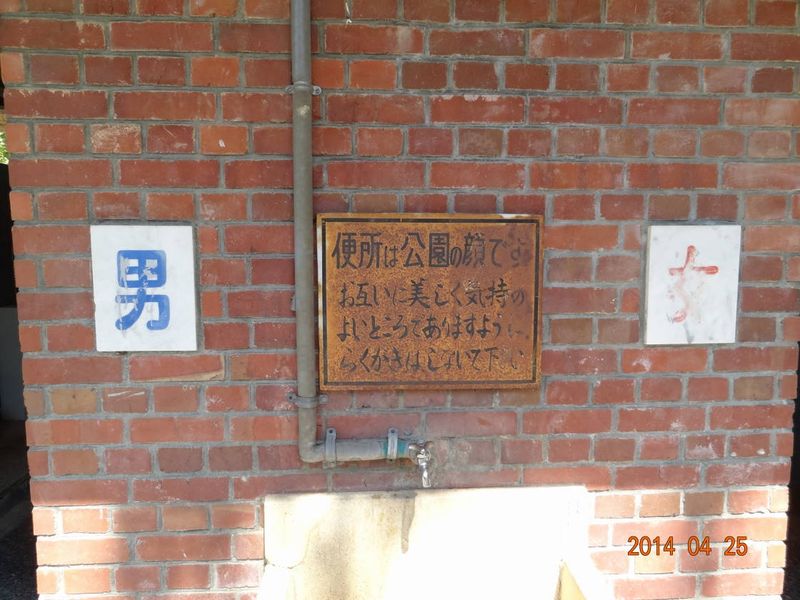 男
便所は公園の顔です
お互いに美しく気持の
よいところでありますように
らくがきはしないで下さい
女
2014 04 25